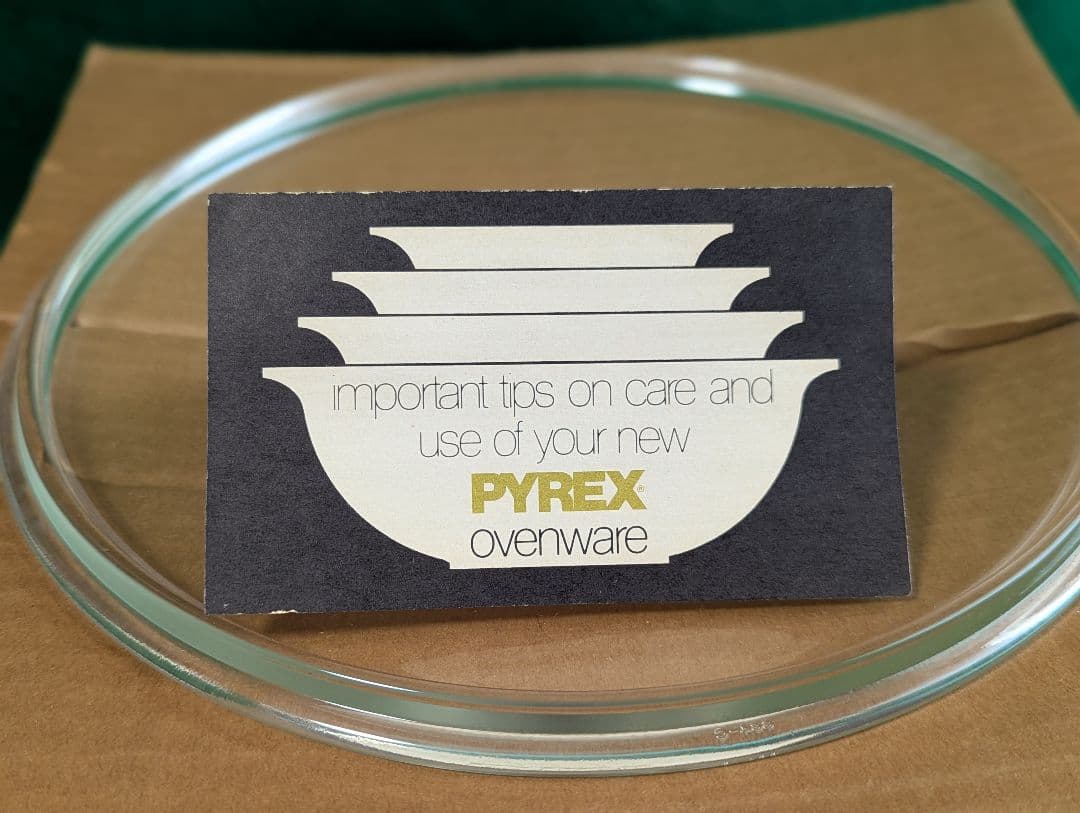 important tips on care and
use of your new
PYREX®
ovenware